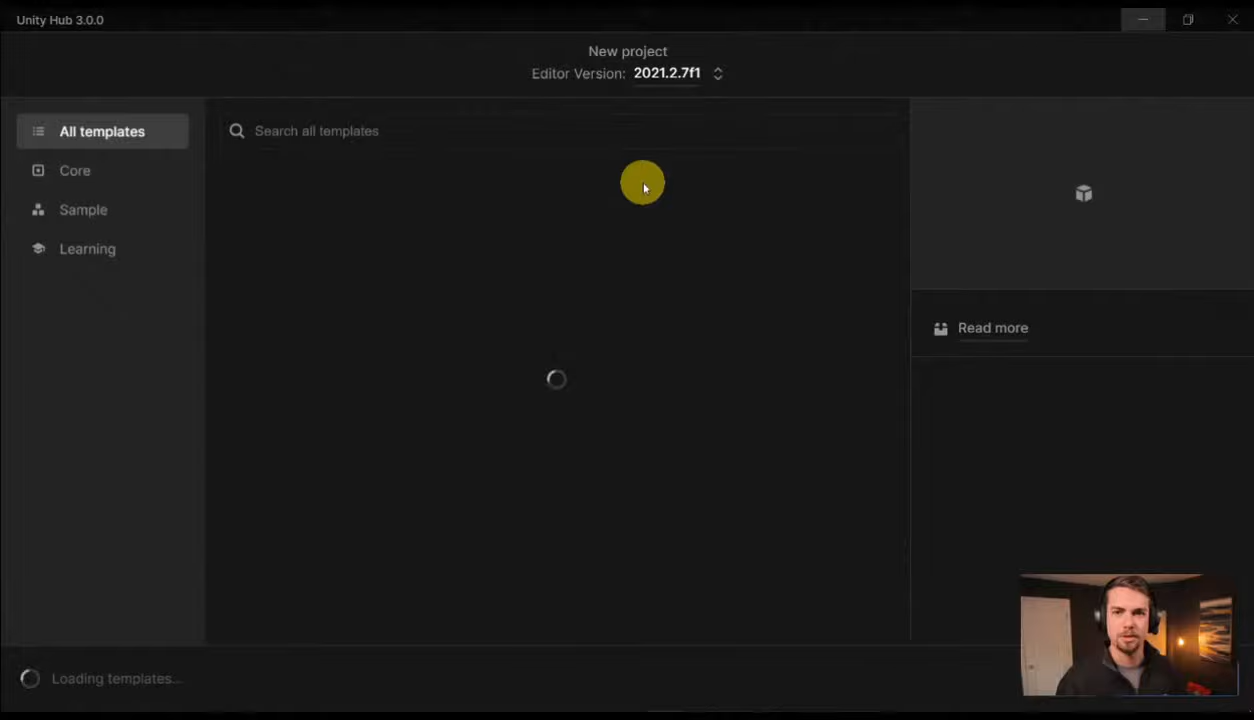 Unity Hub 3.0.0
New project
Editor Version: 2021.2.7f1
All templates
Core
Sample
Learning
Search all templates
Read more
Loading templates...